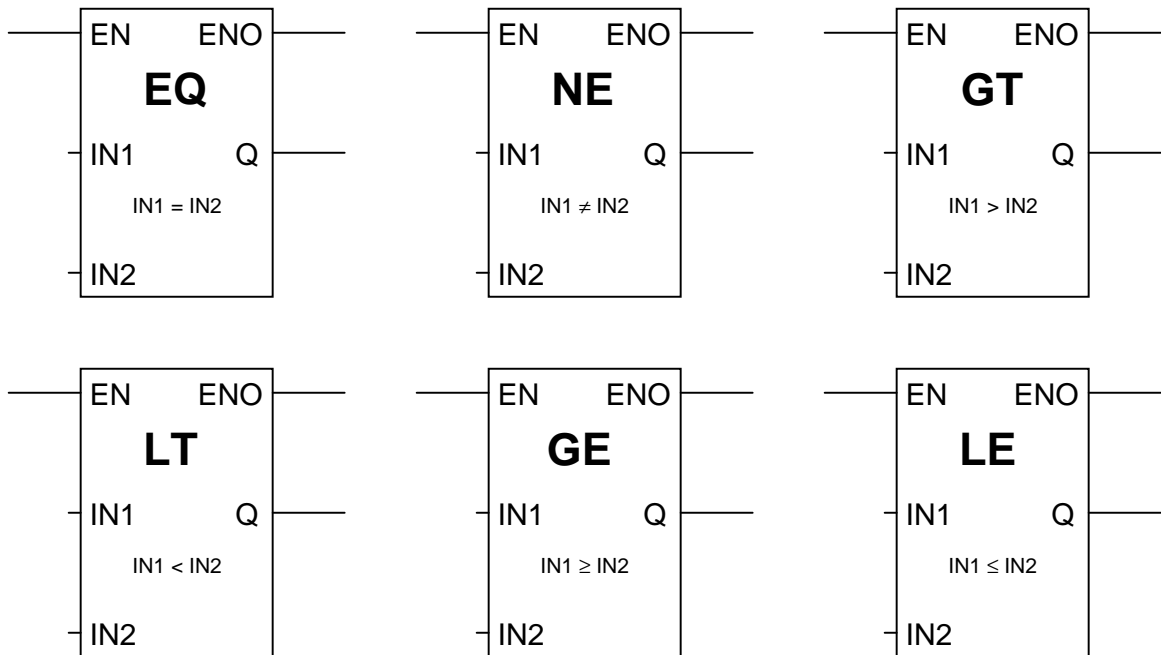 EN ENO EN ENO EN ENO
EQ NE GT
IN1 Q IN1 Q IN1 Q
IN1 = IN2 IN1 ≠ IN2 IN1 > IN2
IN2 IN2 IN2
EN ENO EN ENO EN ENO
LT GE LE
IN1 Q IN1 Q IN1 Q
IN1 < IN2 IN1 ≥ IN2 IN1 ≤ IN2
IN2 IN2 IN2